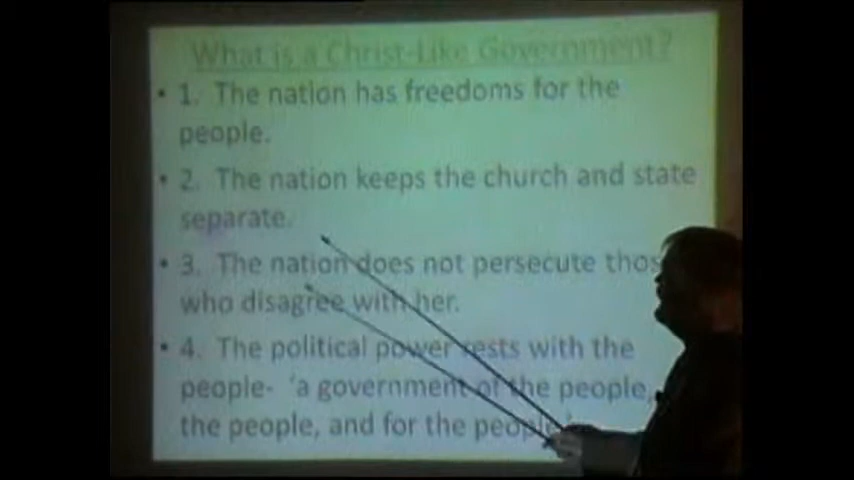 What is a Christ-Like Government?
• 1. The nation has freedoms for the
people.
• 2. The nation keeps the church and state
separate.
• 3. The nation does not persecute thos
who disagree with her.
• 4. The political power rests with the
people- 'a government of the people,
the people, and for the people.'